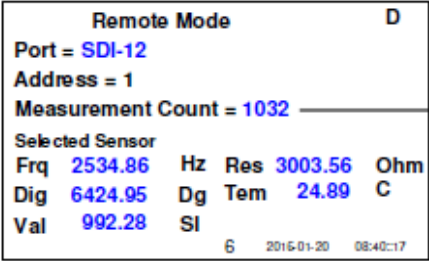 Remote Mode D
Port = SDI-12
Address = 1
Measurement Count = 1032
Selected Sensor
Frq 2534.86 Hz Res 3003.56 Ohm
Dig 6424.95 Dg Tem 24.89 C
Val 992.28 SI
6 2015-01-20 08:40::17